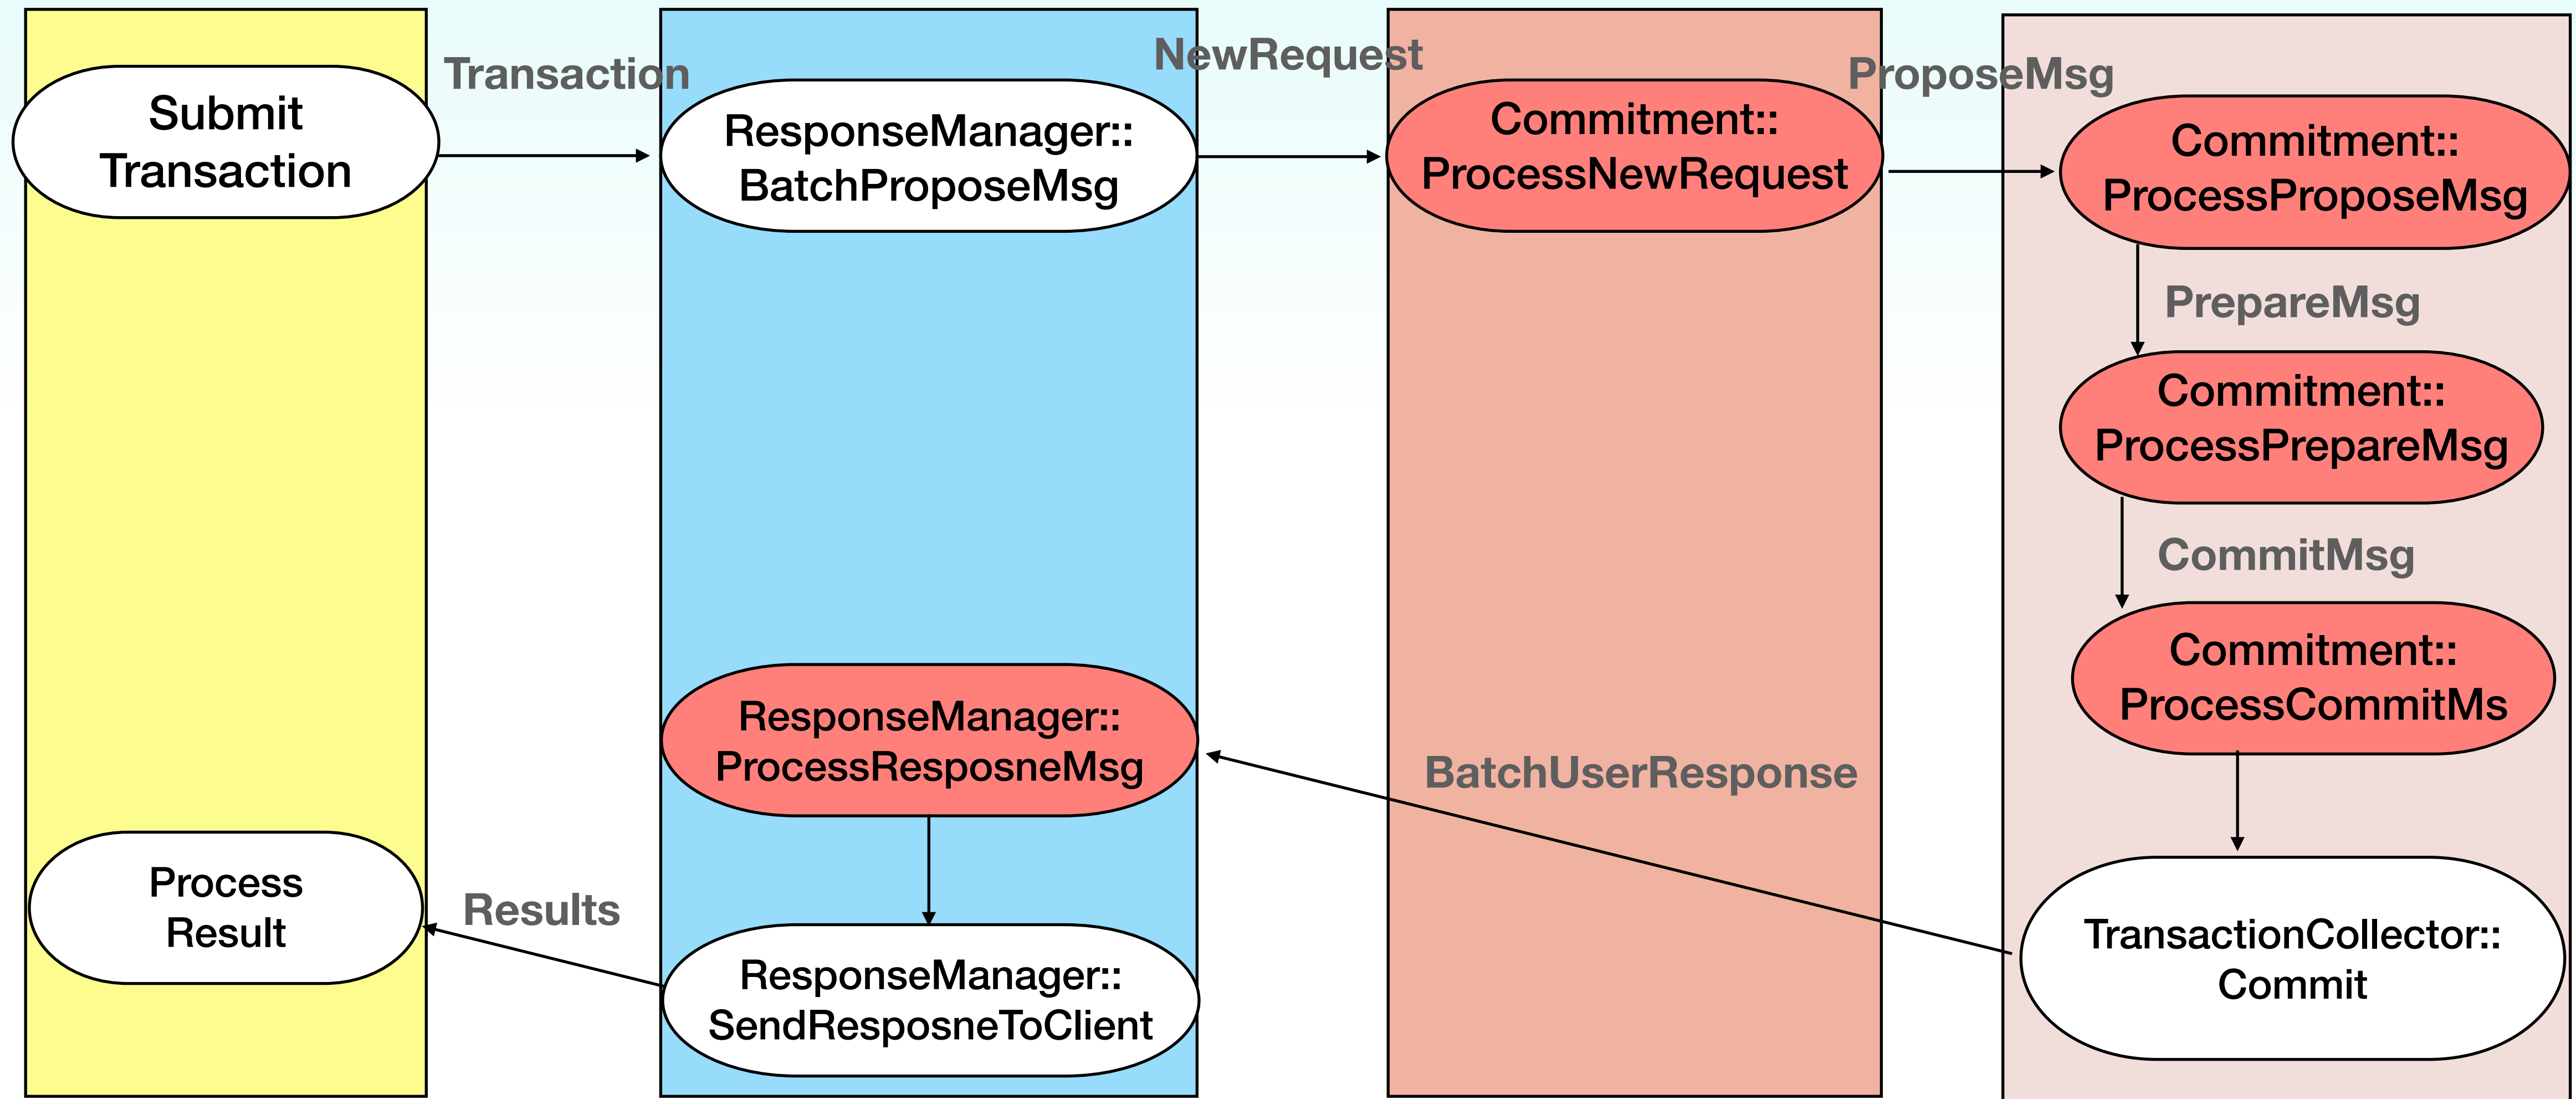 Submit
Transaction
Transaction
ResponseManager::
BatchProposeMsg
NewRequest
Commitment::
ProcessNewRequest
ProposeMsg
Commitment::
ProcessProposeMsg
PrepareMsg
Commitment::
ProcessPrepareMsg
CommitMsg
Commitment::
ProcessCommitMs
TransactionCollector::
Commit
BatchUserResponse
ResponseManager::
ProcessResposneMsg
ResponseManager::
SendResposneToClient
Results
Process
Result